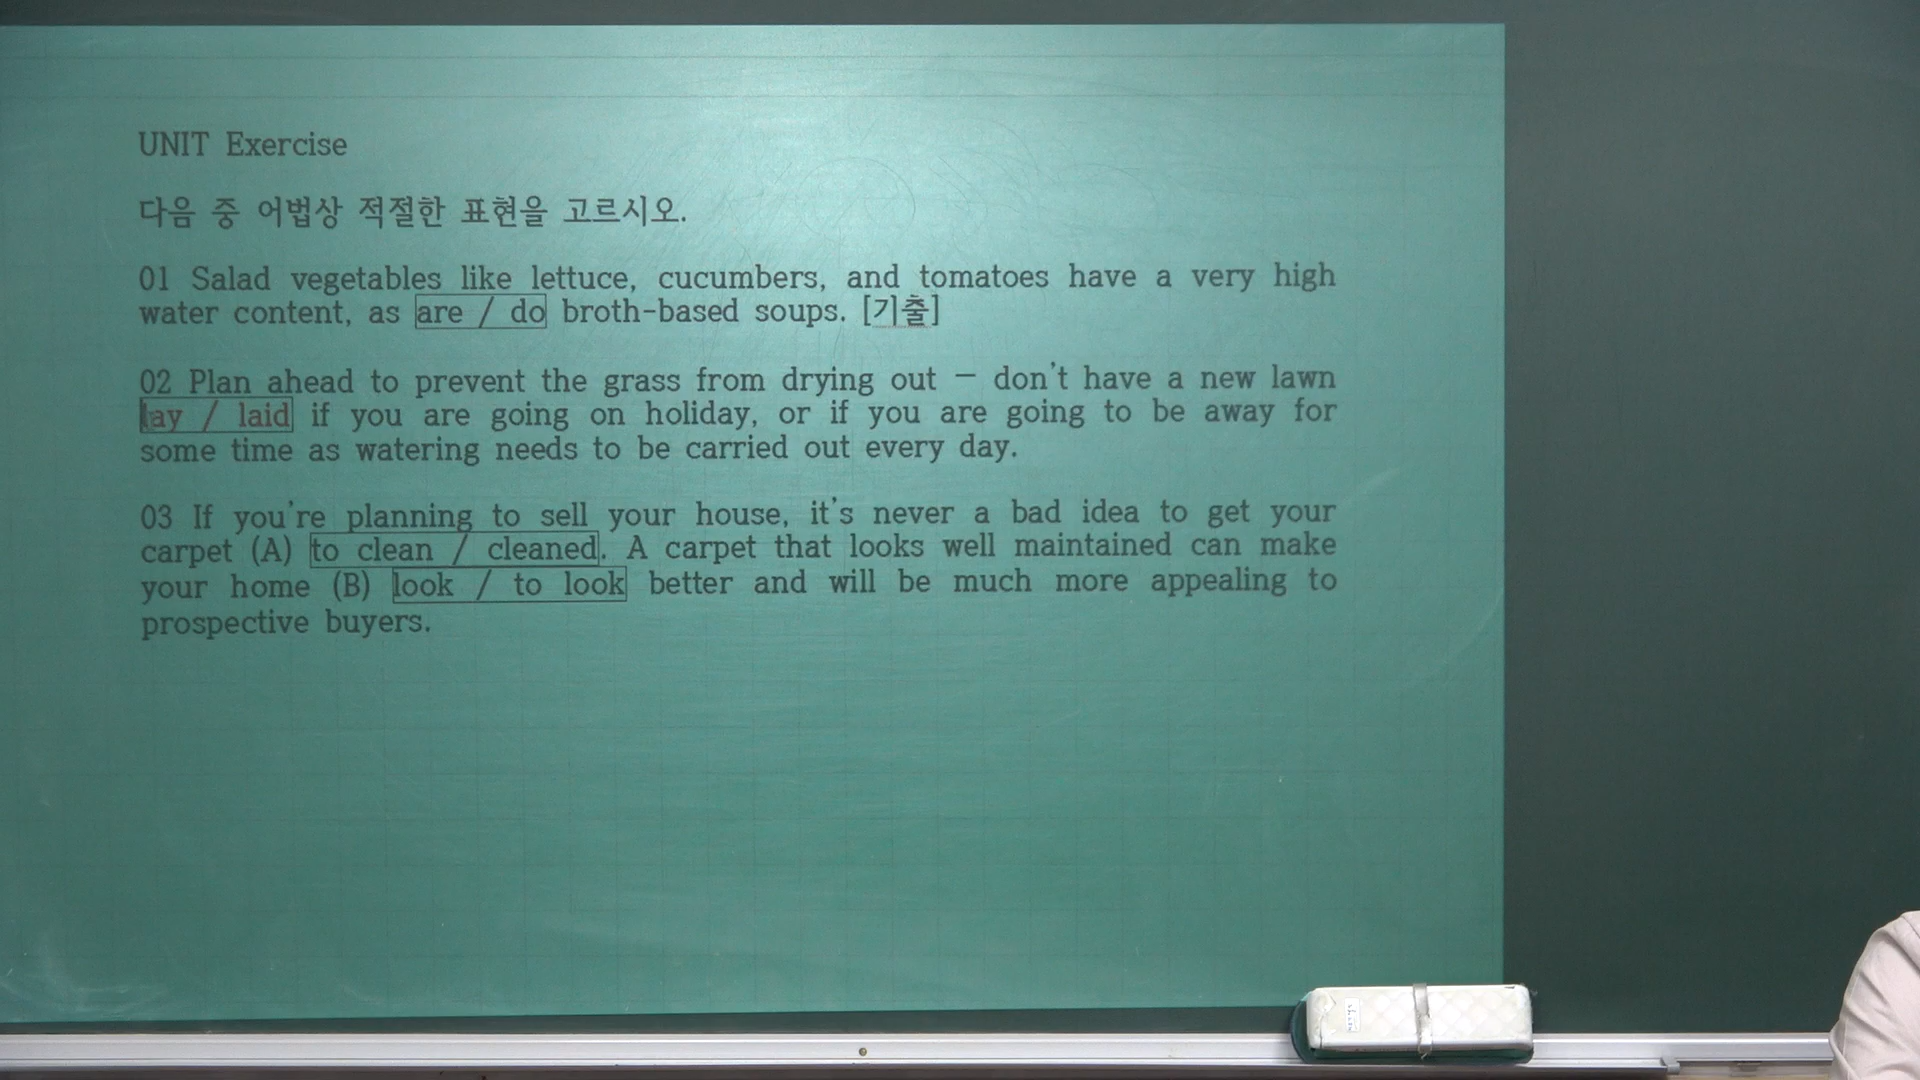 UNIT Exercise
다음 중 어법상 적절한 표현을 고르시오.
01 Salad vegetables like lettuce, cucumbers, and tomatoes have a very high
water content, as are / do broth-based soups. [기출]
02 Plan ahead to prevent the grass from drying out – don't have a new lawn
lay / laid if you are going on holiday, or if you are going to be away for
some time as watering needs to be carried out every day.
03 If you're planning to sell your house, it's never a bad idea to get your
carpet (A) to clean / cleaned. A carpet that looks well maintained can make
your home (B) look / to look better and will be much more appealing to
prospective buyers.